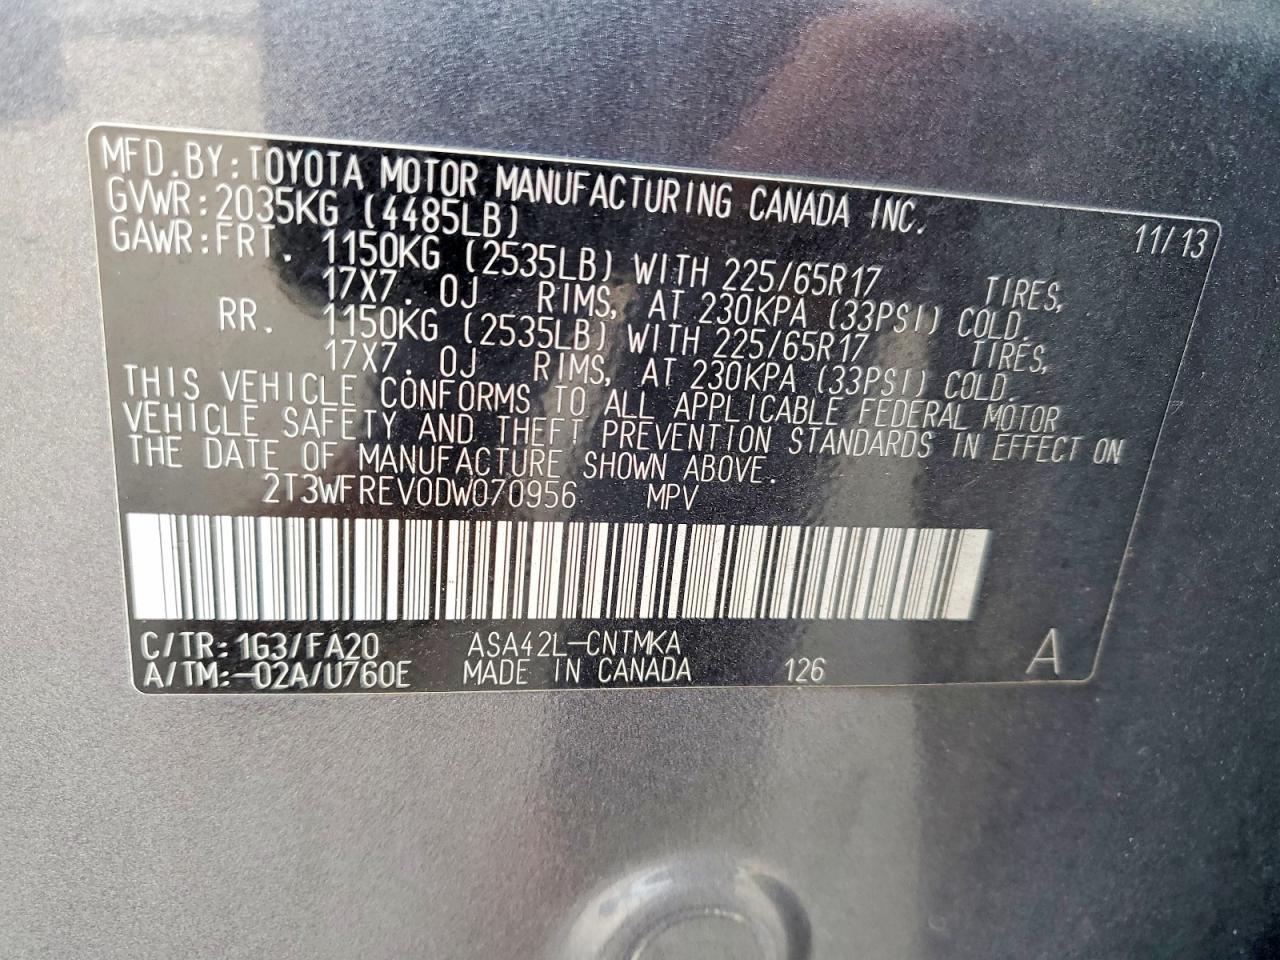 MFD.BY:TOYOTA MOTOR MANUFACTURING CANADA INC. 11/13
GVWR:2035KG (4485LB)
GAWR:FRT. 1150KG (2535LB) WITH 225/65R17 TIRES,
17X7.0J RIMS, AT 230KPA (33PSI) COLD.
RR. 1150KG (2535LB) WITH 225/65R17 TIRES,
17X7.0J RIMS, AT 230KPA (33PSI) COLD.
THIS VEHICLE CONFORMS TO ALL APPLICABLE FEDERAL MOTOR
VEHICLE SAFETY AND THEFT PREVENTION STANDARDS IN EFFECT ON
THE DATE OF MANUFACTURE SHOWN ABOVE.
2T3WFREV0DW070956 MPV
C/TR:1G3/FA20 ASA42L-CNTMKA
A/TM:-02A/U760E MADE IN CANADA 126 A